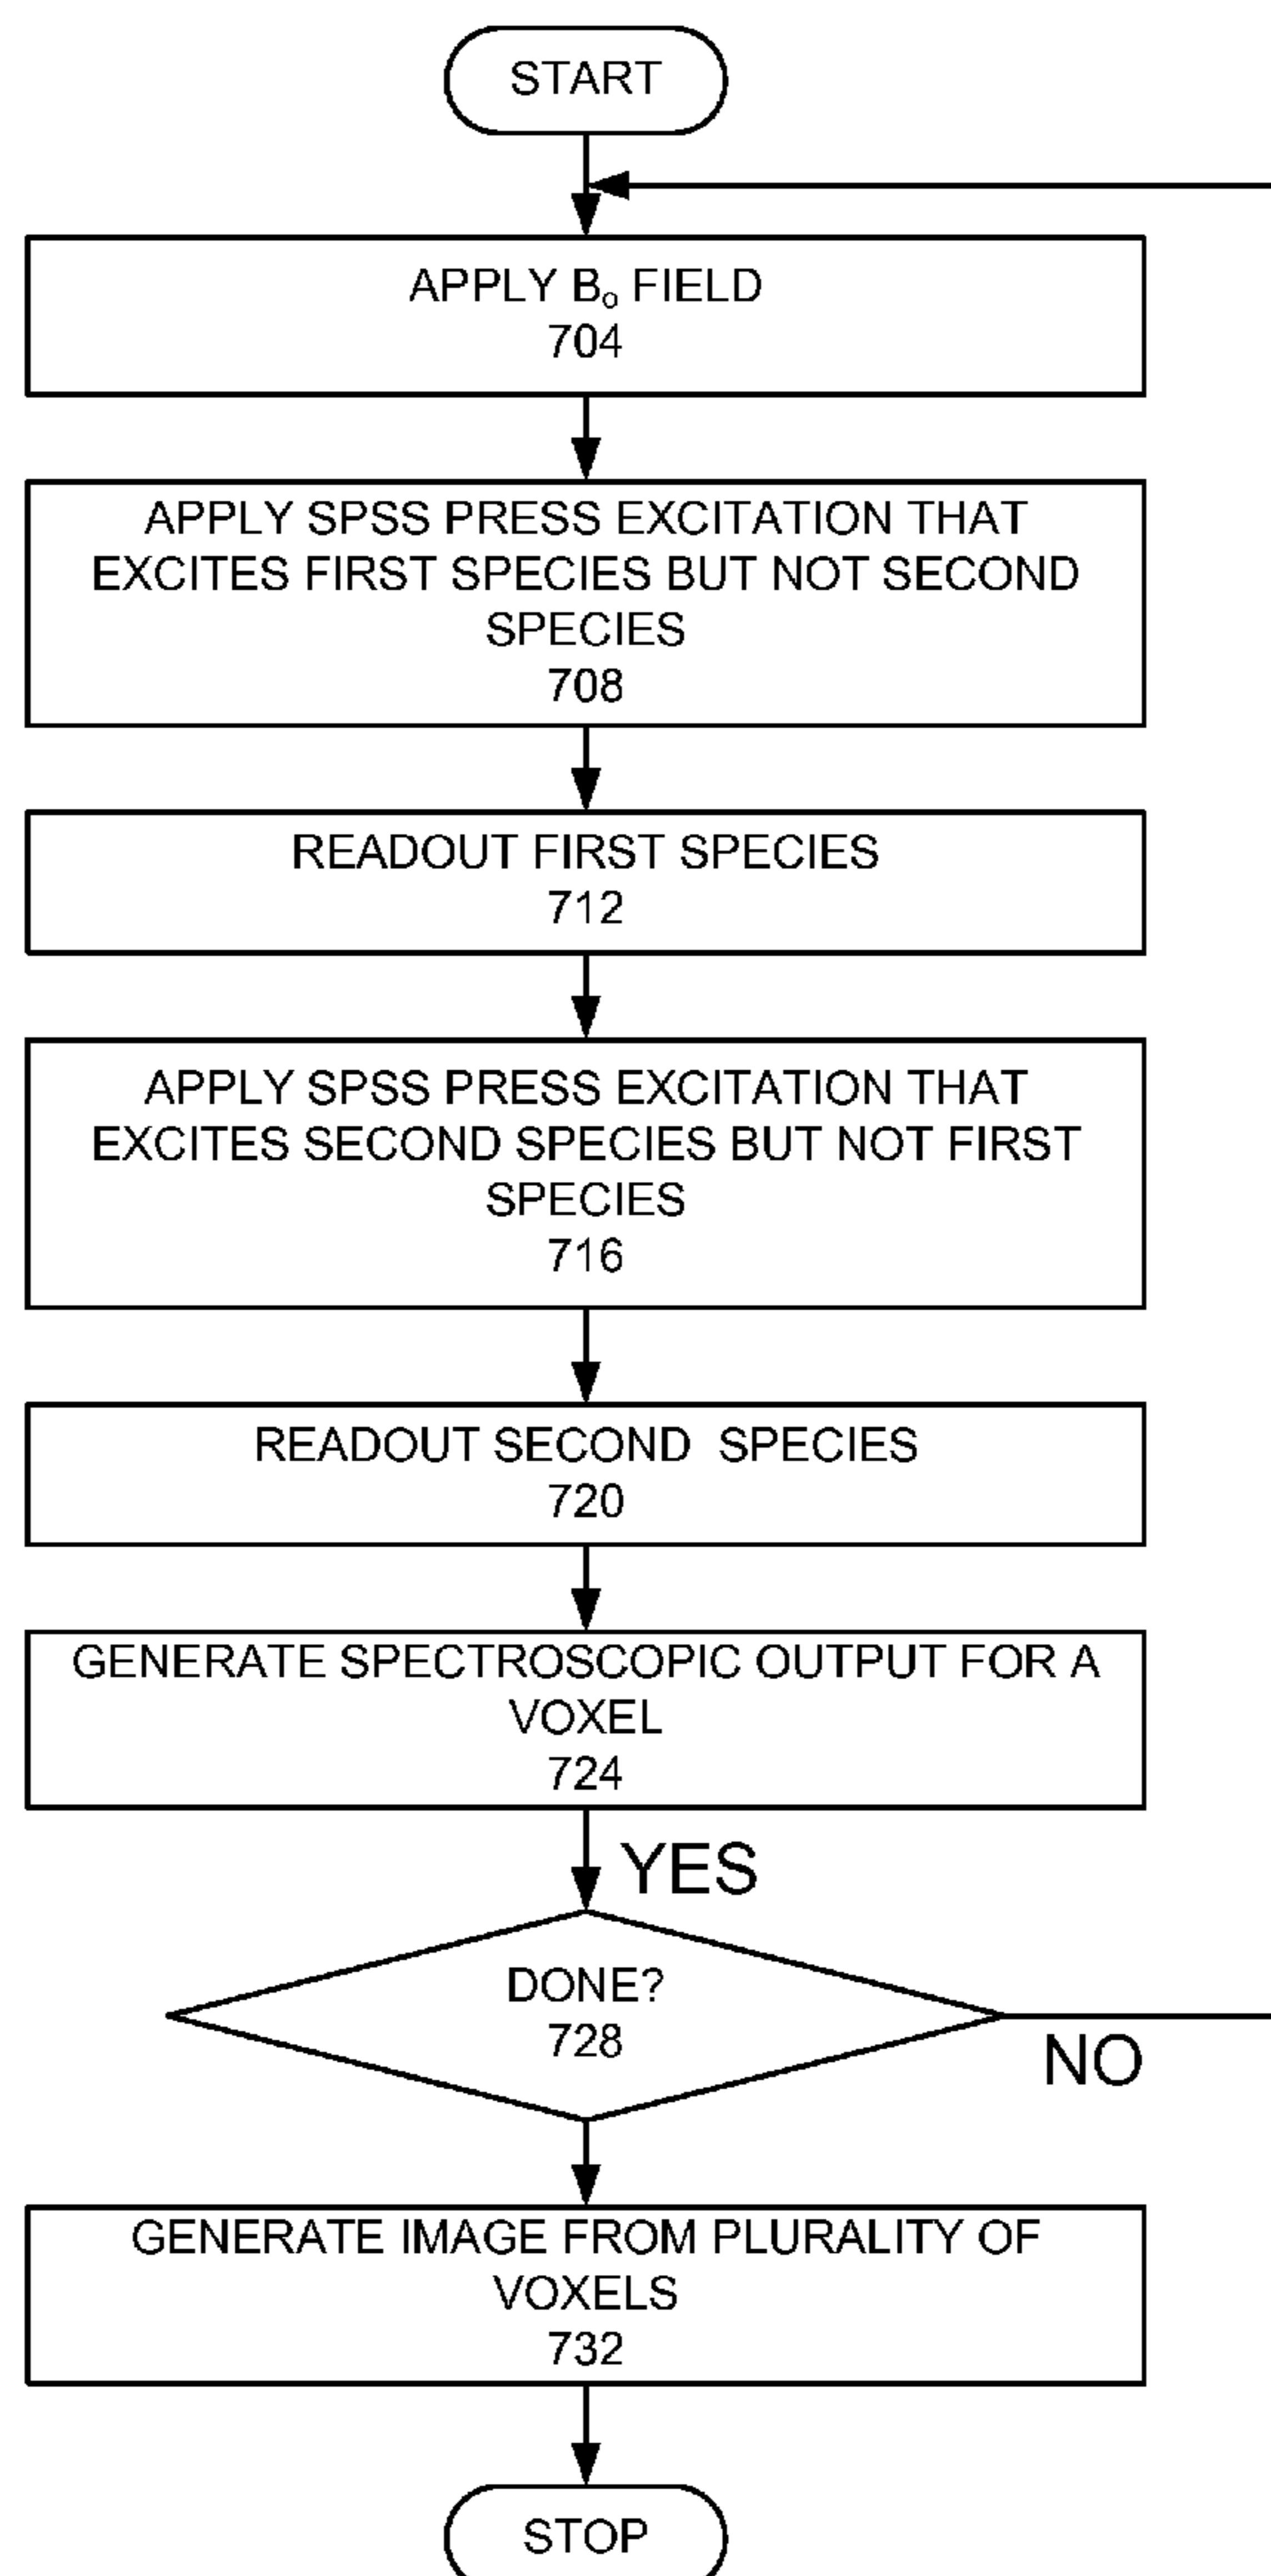 START
APPLY Bo FIELD
704
APPLY SPSS PRESS EXCITATION THAT
EXCITES FIRST SPECIES BUT NOT SECOND
SPECIES
708
READOUT FIRST SPECIES
712
APPLY SPSS PRESS EXCITATION THAT
EXCITES SECOND SPECIES BUT NOT FIRST
SPECIES
716
READOUT SECOND SPECIES
720
GENERATE SPECTROSCOPIC OUTPUT FOR A
VOXEL
724
YES
DONE?
728
NO
GENERATE IMAGE FROM PLURALITY OF
VOXELS
732
STOP